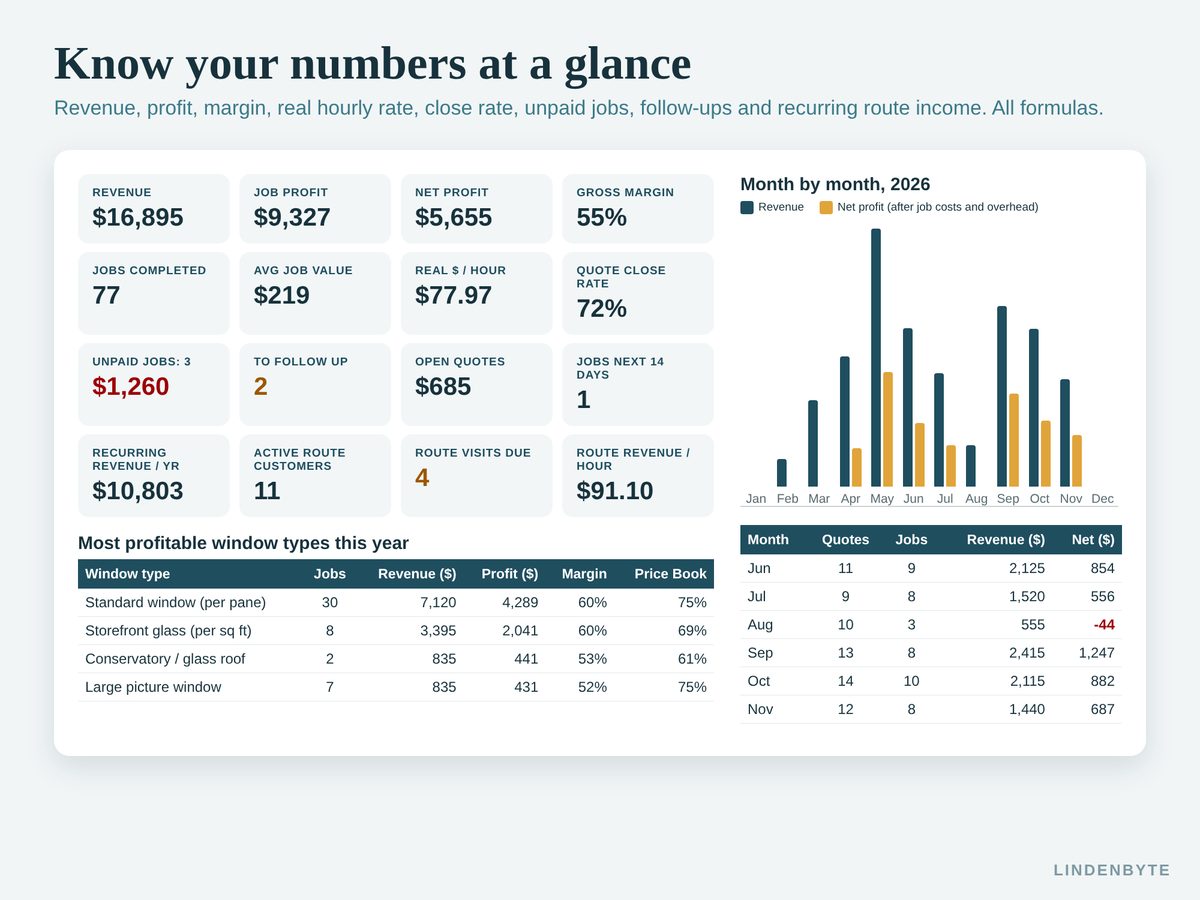 Know your numbers at a glance
Revenue, profit, margin, real hourly rate, close rate, unpaid jobs, follow-ups and recurring route income. All formulas.
REVENUE
$16,895
JOB PROFIT
$9,327
NET PROFIT
$5,655
GROSS MARGIN
55%
JOBS COMPLETED
77
AVG JOB VALUE
$219
REAL $ / HOUR
$77.97
QUOTE CLOSE
RATE
72%
UNPAID JOBS: 3
$1,260
TO FOLLOW UP
2
OPEN QUOTES
$685
JOBS NEXT 14
DAYS
1
RECURRING
REVENUE / YR
$10,803
ACTIVE ROUTE
CUSTOMERS
11
ROUTE VISITS DUE
4
ROUTE REVENUE /
HOUR
$91.10
Most profitable window types this year
Window type Jobs Revenue ($) Profit ($) Margin Price Book
Standard window (per pane) 30 7,120 4,289 60% 75%
Storefront glass (per sq ft) 8 3,395 2,041 60% 69%
Conservatory / glass roof 2 835 441 53% 61%
Large picture window 7 835 431 52% 75%
Month by month, 2026
Revenue Net profit (after job costs and overhead)
Jan Feb Mar Apr May Jun Jul Aug Sep Oct Nov Dec
Month Quotes Jobs Revenue ($) Net ($)
Jun 11 9 2,125 854
Jul 9 8 1,520 556
Aug 10 3 555 -44
Sep 13 8 2,415 1,247
Oct 14 10 2,115 882
Nov 12 8 1,440 687
LINDENBYTE